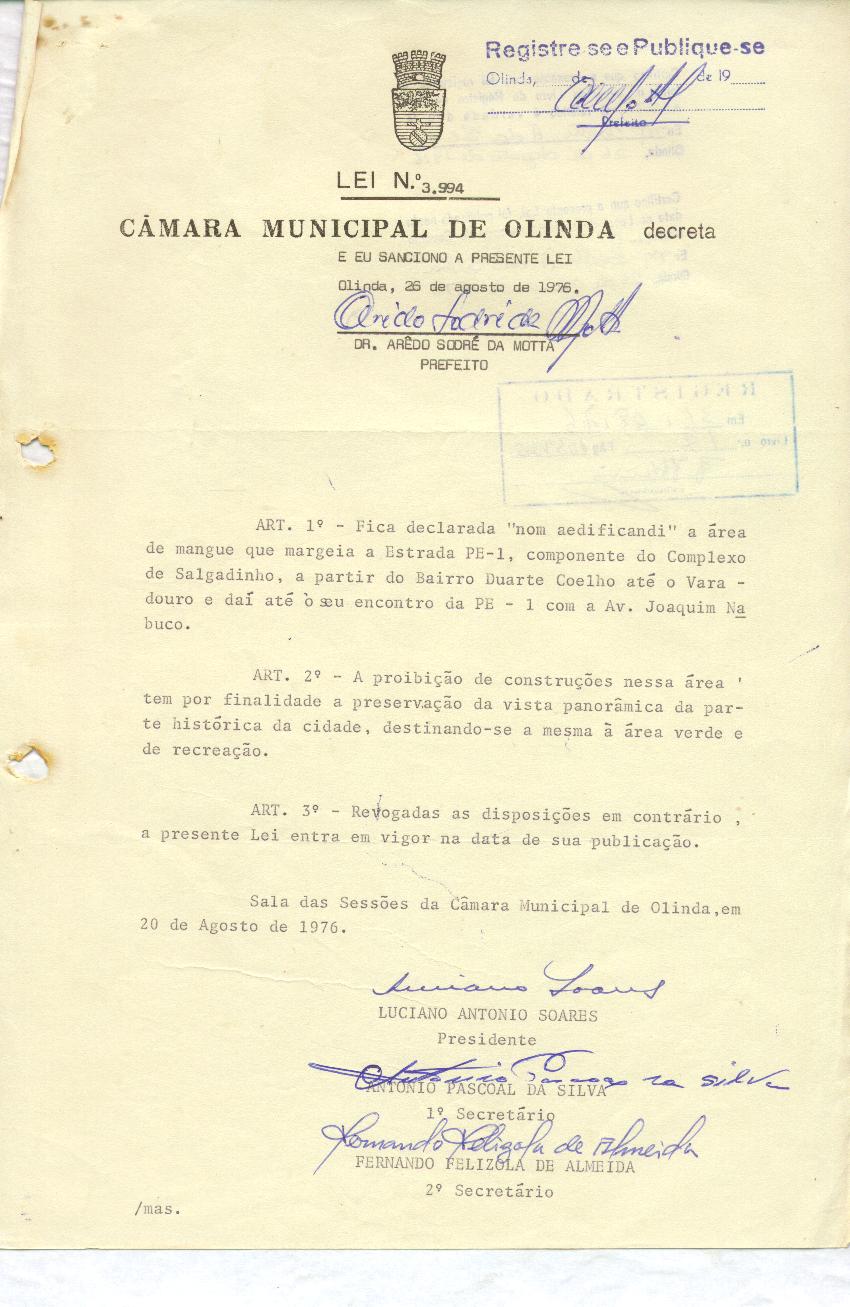 Registre se e Publique-se
Olinda, de de 19
Prefeito
LEI N.º 3.994
CÂMARA MUNICIPAL DE OLINDA decreta
E EU SANCIONO A PRESENTE LEI
Olinda, 26 de agosto de 1976.
DR. ARÊDO SODRÉ DA MOTTA
PREFEITO
REGISTRADO
Em
Livro n.º
ART. 1º - Fica declarada "nom aedificandi" a área
de mangue que margeia a Estrada PE-1, componente do Complexo
de Salgadinho, a partir do Bairro Duarte Coelho até o Vara -
douro e daí até o seu encontro da PE - 1 com a Av. Joaquim Na
buco.
ART. 2º - A proibição de construções nessa área '
tem por finalidade a preservação da vista panorâmica da par-
te histórica da cidade, destinando-se a mesma à área verde e
de recreação.
ART. 3º - Revogadas as disposições em contrário ,
a presente Lei entra em vigor na data de sua publicação.
Sala das Sessões da Câmara Municipal de Olinda,em
20 de Agosto de 1976.
Luciano Soares
LUCIANO ANTONIO SOARES
Presidente
Antônio Pascoal da Silva
ANTONIO PASCOAL DA SILVA
1º Secretário
Fernando Felizola de Almeida
FERNANDO FELIZOLA DE ALMEIDA
2º Secretário
/mas.